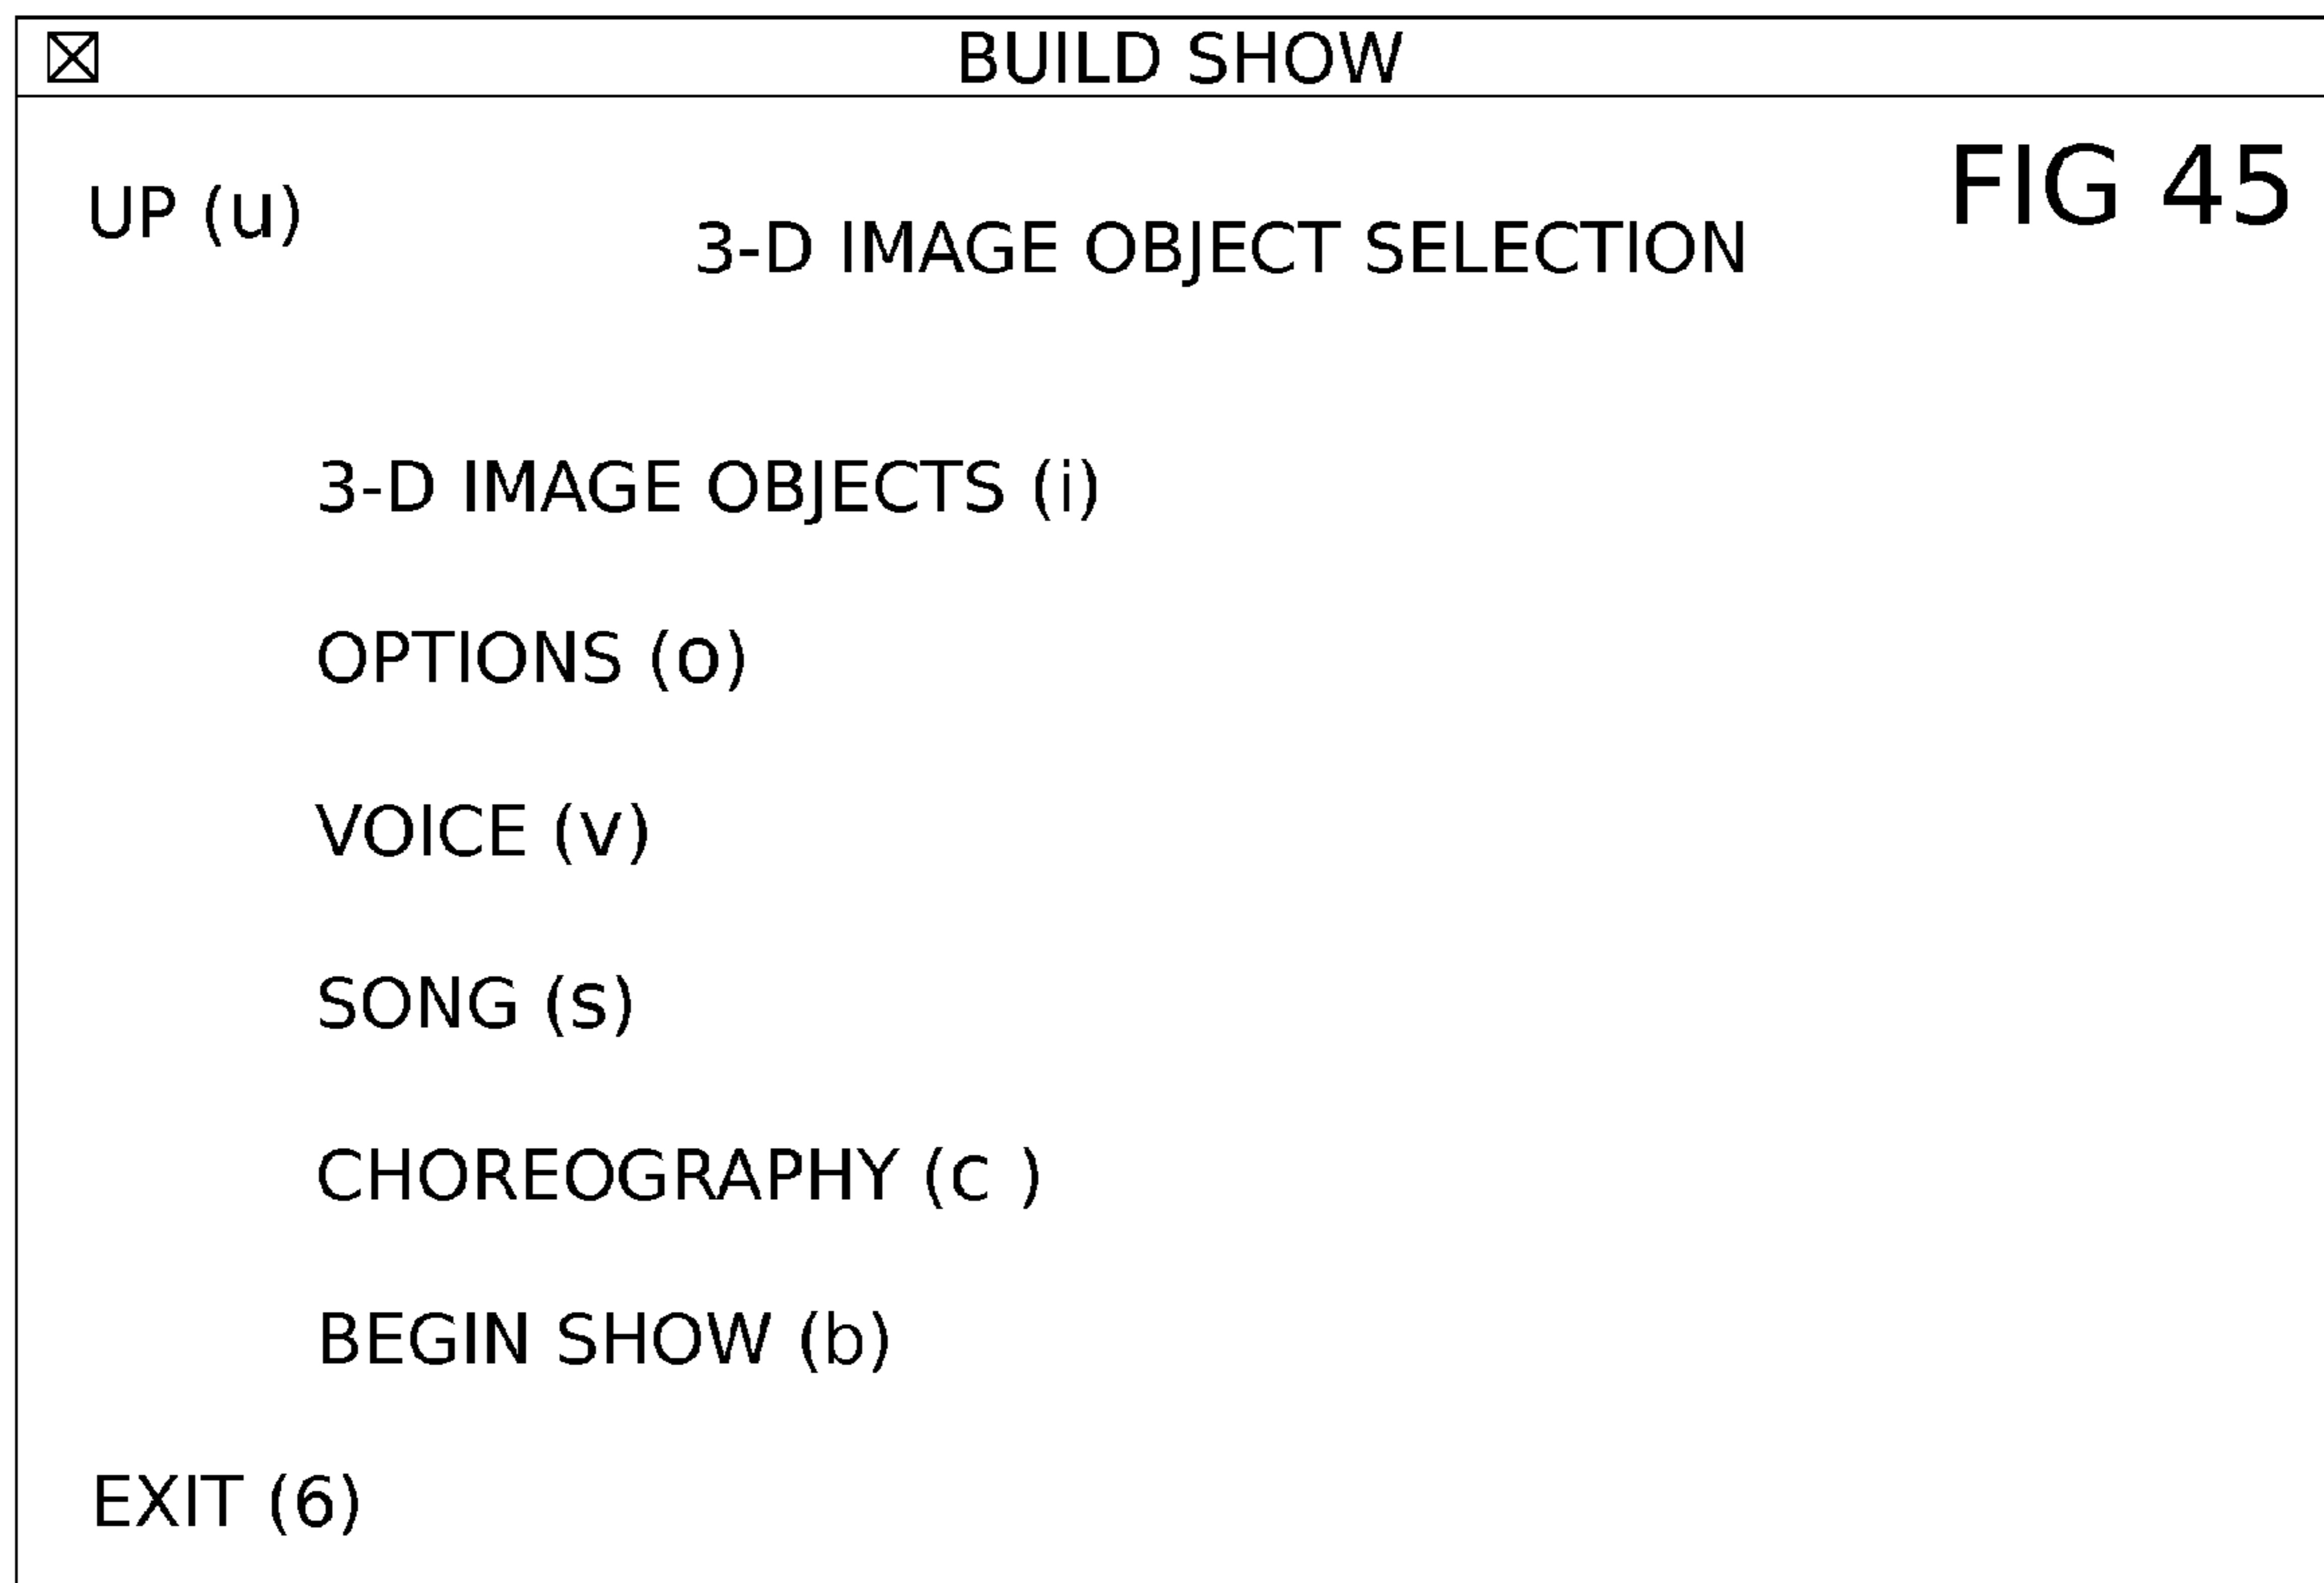 BUILD SHOW
FIG 45
UP (u)
3-D IMAGE OBJECT SELECTION
3-D IMAGE OBJECTS (i)
OPTIONS (o)
VOICE (v)
SONG (s)
CHOREOGRAPHY (c )
BEGIN SHOW (b)
EXIT (6)